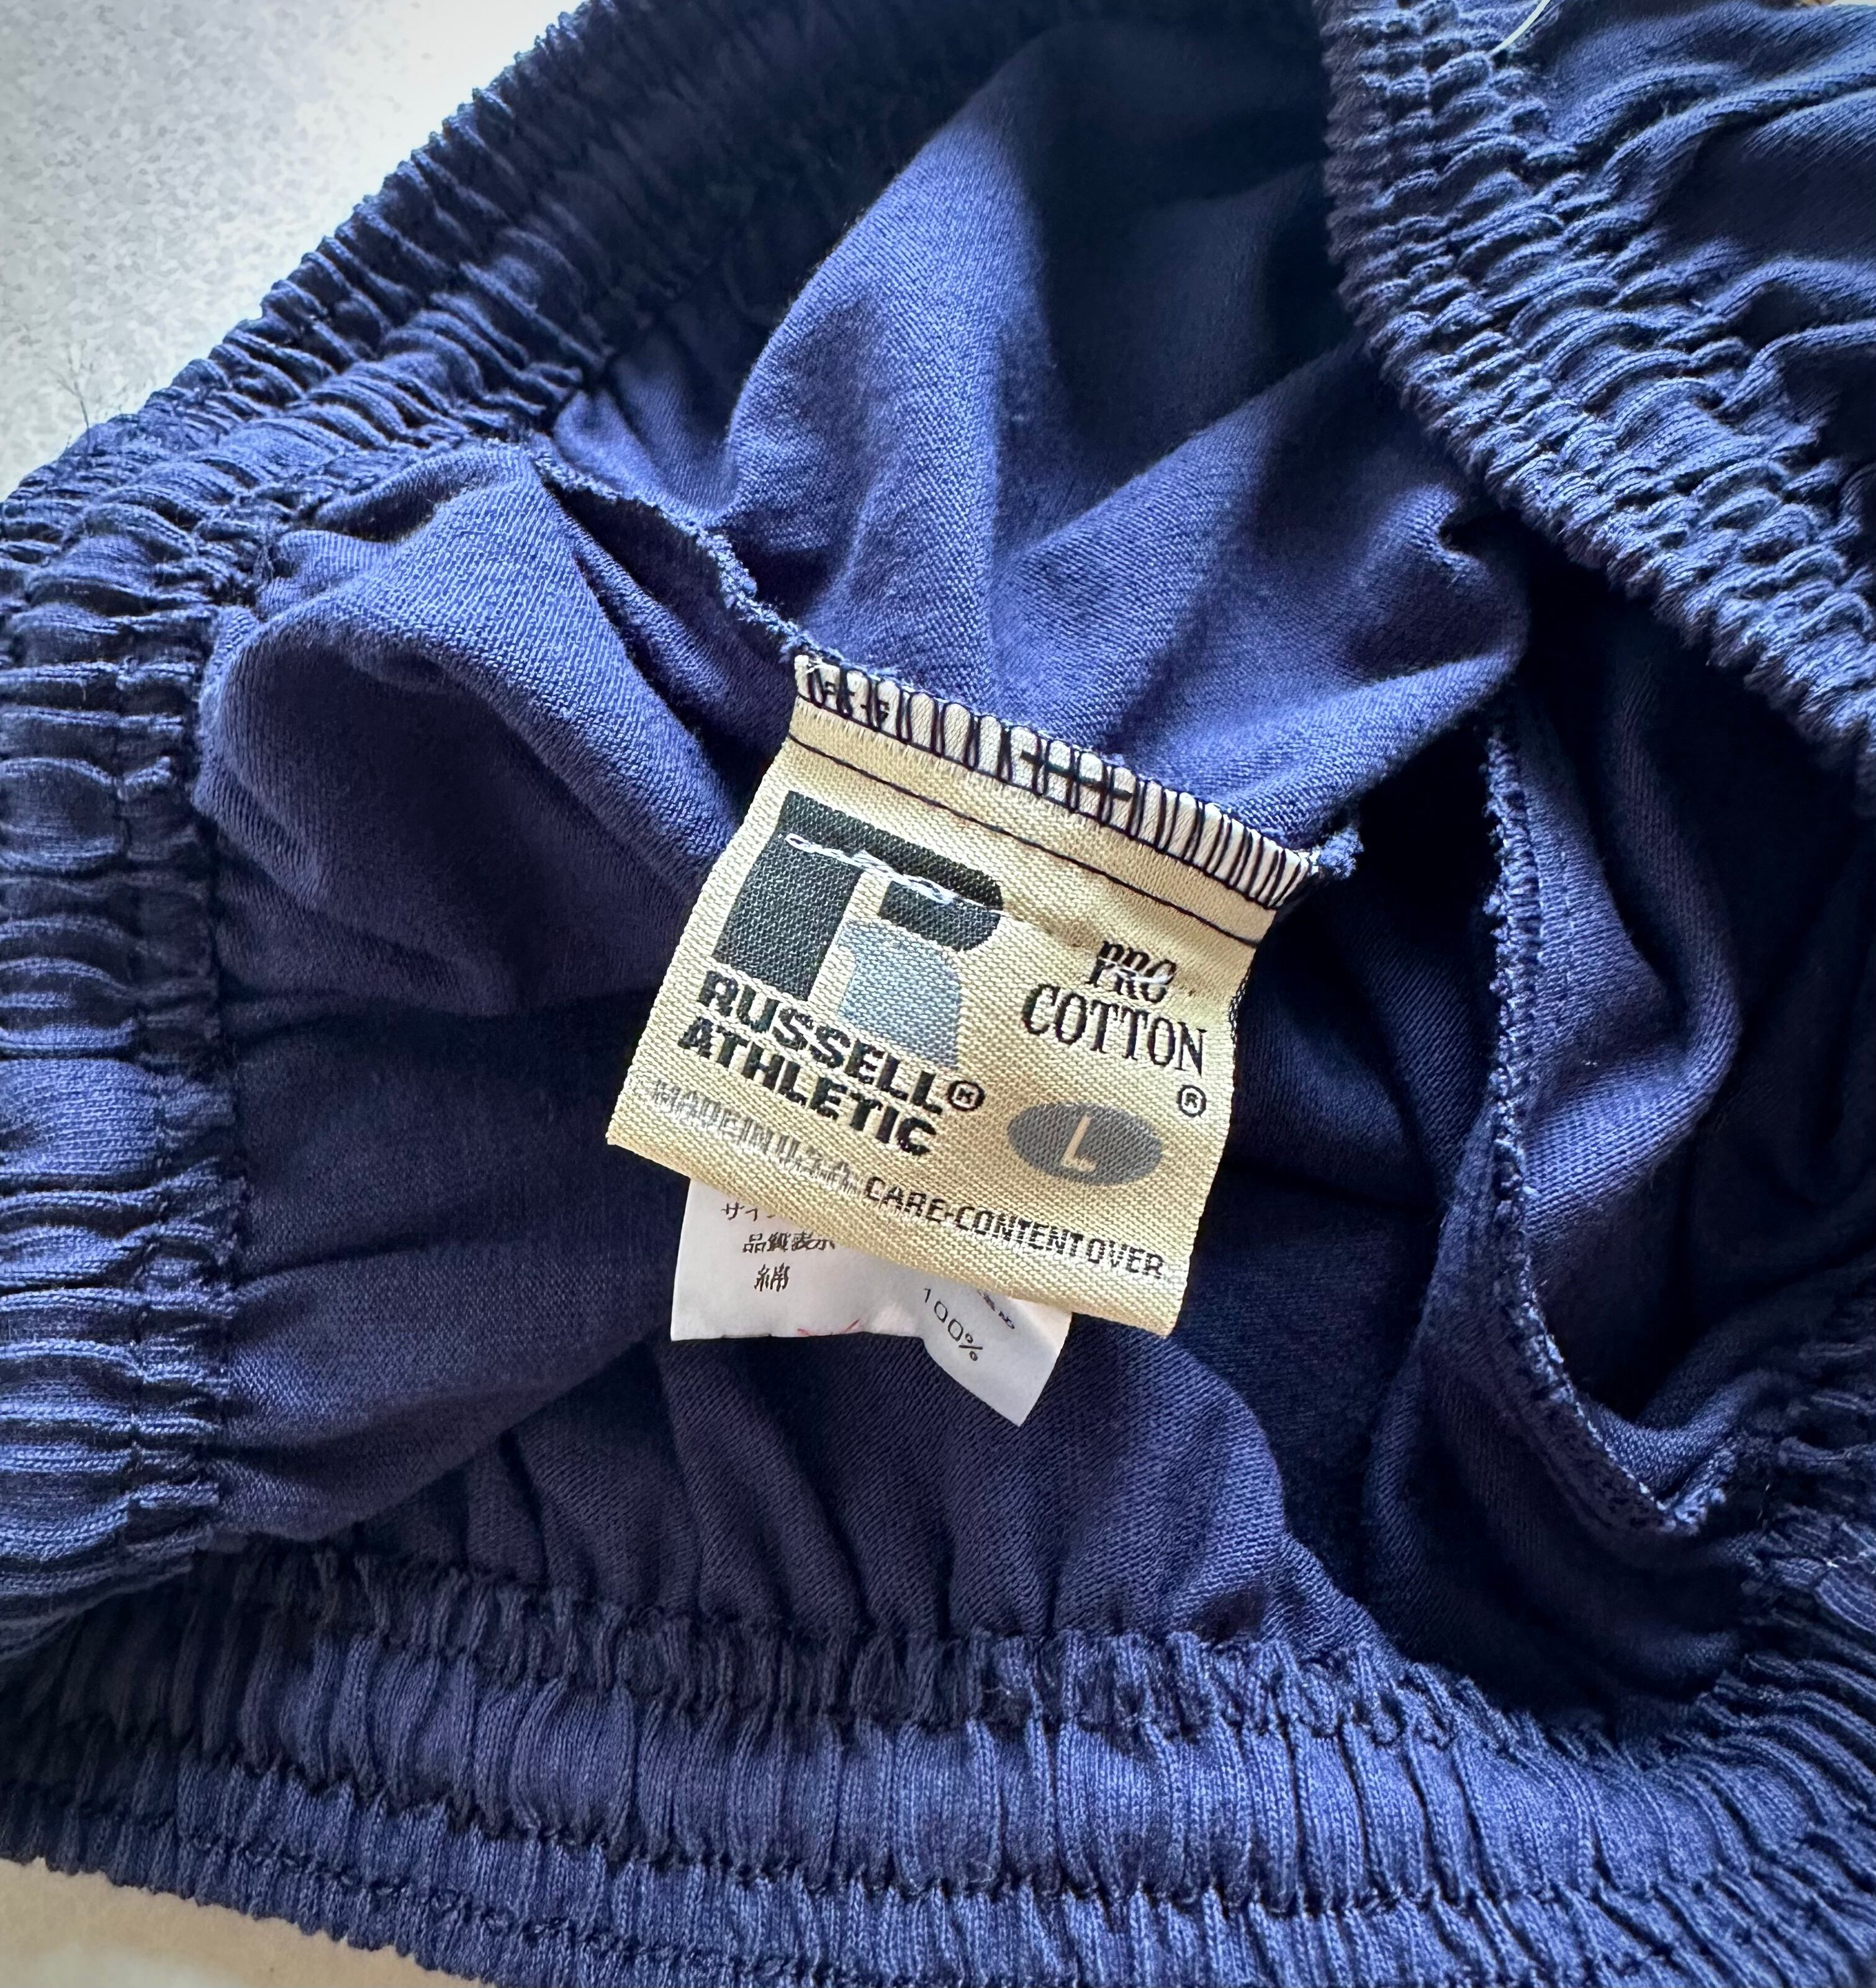 RUSSELL®
ATHLETIC
PRO
COTTON
®
L
MADE IN U.S.A.
CARE·CONTENT OVER
品質表示
綿
100%